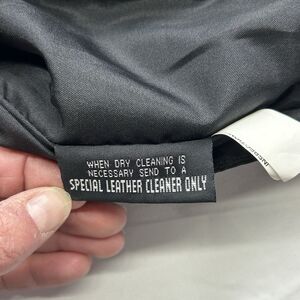 WHEN DRY CLEANING IS
NECESSARY SEND TO A
SPECIAL LEATHER CLEANER ONLY